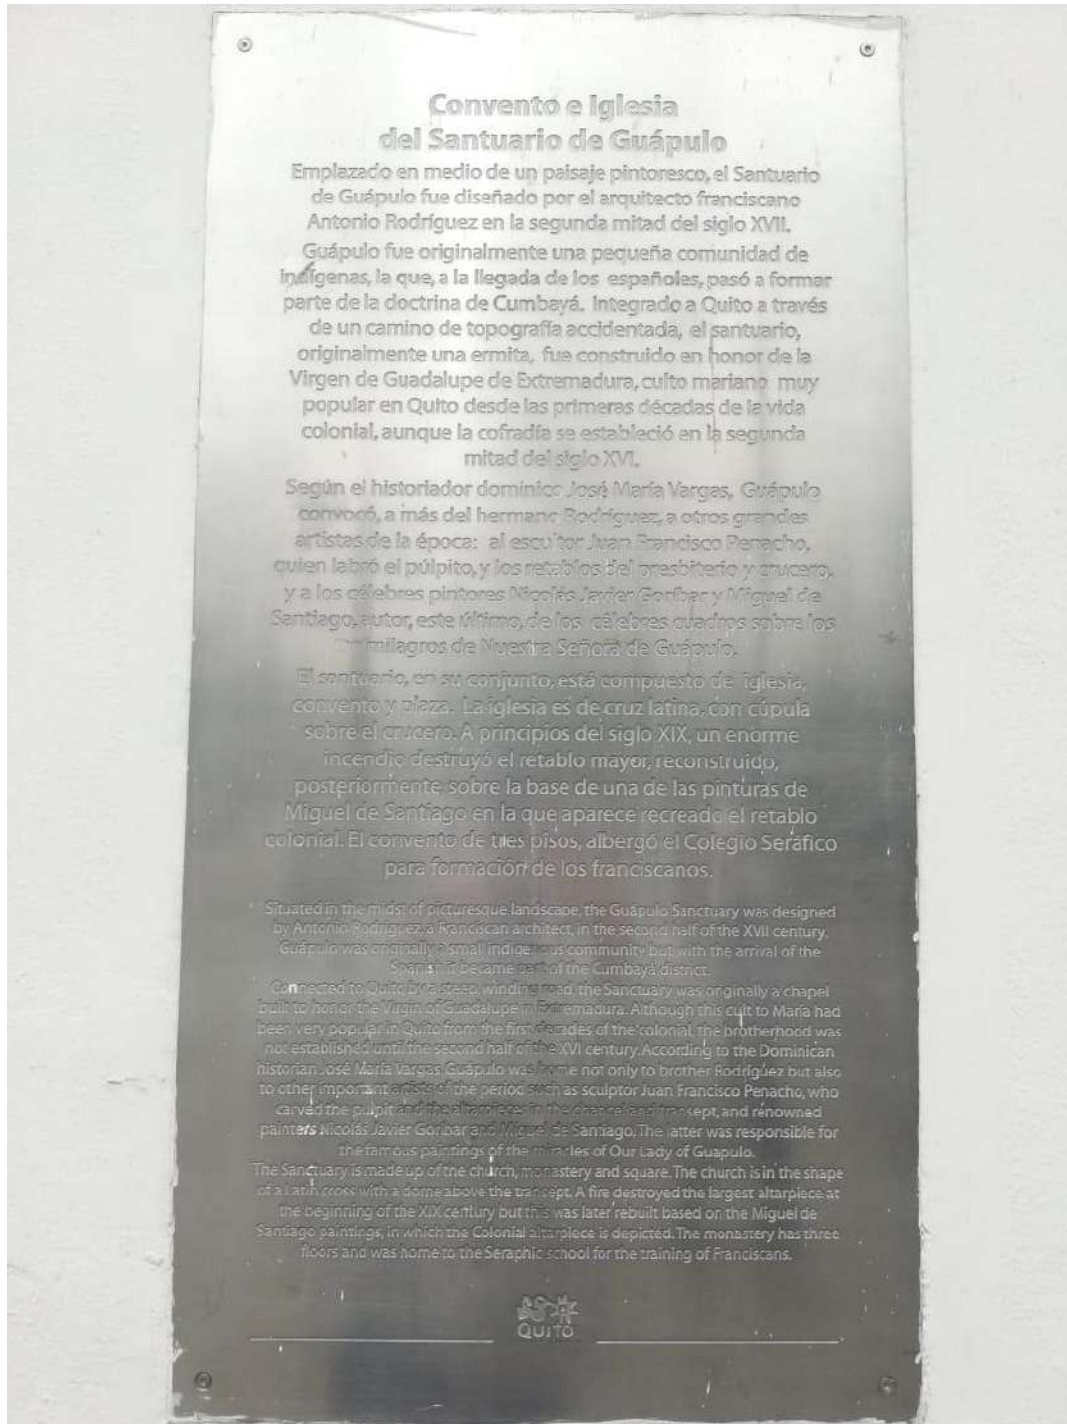 Convento e Iglesia
del Santuario de Guápulo
Emplazado en medio de un paisaje pintoresco, el Santuario
de Guápulo fue diseñado por el arquitecto franciscano
Antonio Rodríguez en la segunda mitad del siglo XVII.
Guápulo fue originalmente una pequeña comunidad de
indígenas, la que, a la llegada de los españoles, pasó a formar
parte de la doctrina de Cumbayá. Integrado a Quito a través
de un camino de topografía accidentada, el santuario,
originalmente una ermita, fue construido en honor de la
Virgen de Guadalupe de Extremadura, culto mariano muy
popular en Quito desde las primeras décadas de la vida
colonial, aunque la cofradía se estableció en la segunda
mitad del siglo XVI.
Según el historiador dominico José María Vargas, Guápulo
convocó, a más del hermano Rodríguez, a otros grandes
artistas de la época: al escultor Juan Francisco Penacho,
quien labró el púlpito, y los retablos del presbiterio y crucero,
y a los célebres pintores Nicolás Javier Goríbar y Miguel de
Santiago, autor, este último, de los célebres cuadros sobre los
milagros de Nuestra Señora de Guápulo.
El santuario, en su conjunto, está compuesto de iglesia,
convento y plaza. La iglesia es de cruz latina, con cúpula
sobre el crucero. A principios del siglo XIX, un enorme
incendio destruyó el retablo mayor, reconstruido,
posteriormente sobre la base de una de las pinturas de
Miguel de Santiago en la que aparece recreado el retablo
colonial. El convento de tres pisos, albergó el Colegio Seráfico
para formación de los franciscanos.
Situated in the midst of picturesque landscape, the Guápulo Sanctuary was designed
by Antonio Rodríguez, a Franciscan architect, in the second half of the XVII century.
Guápulo was originally a small indigenous community but with the arrival of the
Spanish it became part of the Cumbayá district.
Connected to Quito by a steep, winding road, the Sanctuary was originally a chapel
built to honor the Virgin of Guadalupe in Extremadura. Although this cult to María had
been very popular in Quito from the first decades of the colonial, the brotherhood was
not established until the second half of the XVI century. According to the Dominican
historian José María Vargas, Guápulo was home not only to brother Rodríguez but also
to other important artists of the period such as sculptor Juan Francisco Penacho, who
carved the pulpit and the altarpieces in the chancel and transept, and renowned
painters Nicolás Javier Goríbar and Miguel de Santiago. The latter was responsible for
the famous paintings of the miracles of Our Lady of Guapulo.
The Sanctuary is made up of the church, monastery and square. The church is in the shape
of a Latin cross with a dome above the transept. A fire destroyed the largest altarpiece at
the beginning of the XIX century but this was later rebuilt based on the Miguel de
Santiago paintings, in which the Colonial altarpiece is depicted. The monastery has three
floors and was home to the Seraphic school for the training of Franciscans.
QUITO